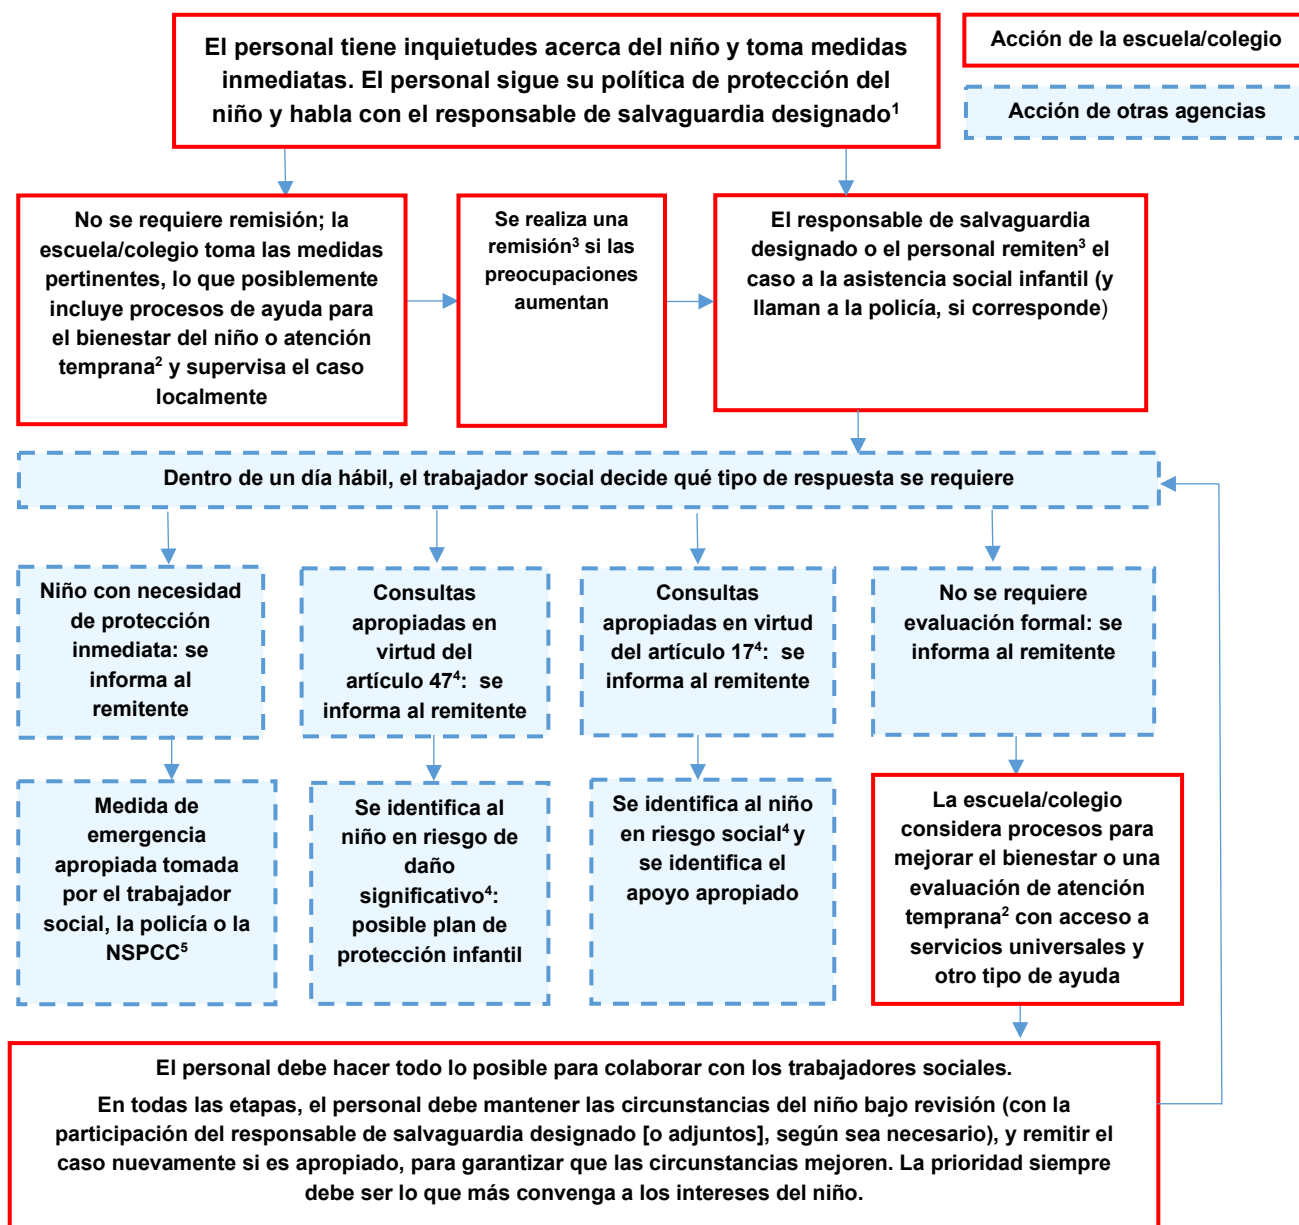 El personal tiene inquietudes acerca del niño y toma medidas
inmediatas. El personal sigue su política de protección del
niño y habla con el responsable de salvaguardia designado¹
Acción de la escuela/colegio
Acción de otras agencias
No se requiere remisión; la
escuela/colegio toma las medidas
pertinentes, lo que posiblemente
incluye procesos de ayuda para
el bienestar del niño o atención
temprana² y supervisa el caso
localmente
Se realiza una
remisión³ si las
preocupaciones
aumentan
El responsable de salvaguardia
designado o el personal remiten³ el
caso a la asistencia social infantil (y
llaman a la policía, si corresponde)
Dentro de un día hábil, el trabajador social decide qué tipo de respuesta se requiere
Niño con necesidad
de protección
inmediata: se
informa al
remitente
Consultas
apropiadas en
virtud del
artículo 47⁴: se
informa al remitente
Consultas
apropiadas en virtud
del artículo 17⁴: se
informa al remitente
No se requiere
evaluación formal: se
informa al remitente
Medida de
emergencia
apropiada tomada
por el trabajador
social, la policía o la
NSPCC⁵
Se identifica al
niño en riesgo de
daño
significativo⁴:
posible plan de
protección infantil
Se identifica al niño
en riesgo social⁴ y
se identifica el
apoyo apropiado
La escuela/colegio
considera procesos para
mejorar el bienestar o una
evaluación de atención
temprana² con acceso a
servicios universales y
otro tipo de ayuda
El personal debe hacer todo lo posible para colaborar con los trabajadores sociales.
En todas las etapas, el personal debe mantener las circunstancias del niño bajo revisión (con la
participación del responsable de salvaguardia designado [o adjuntos], según sea necesario), y remitir el
caso nuevamente si es apropiado, para garantizar que las circunstancias mejoren. La prioridad siempre
debe ser lo que más convenga a los intereses del niño.